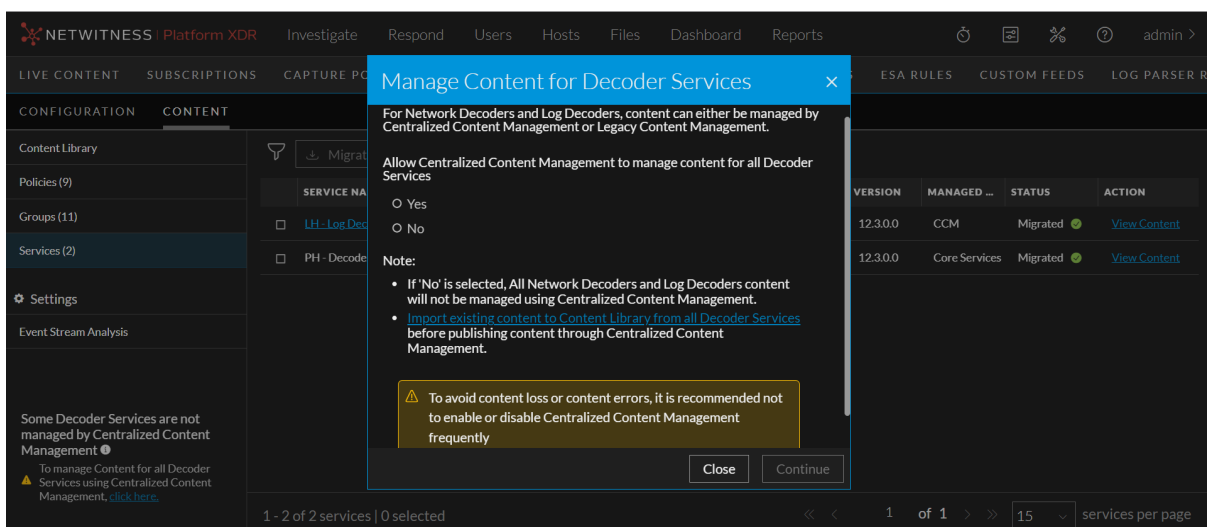 NETWITNESS | Platform XDR Investigate Respond Users Hosts Files Dashboard Reports admin >
LIVE CONTENT SUBSCRIPTIONS CAPTURE PO ESA RULES CUSTOM FEEDS LOG PARSER R
Manage Content for Decoder Services ×
CONFIGURATION CONTENT
For Network Decoders and Log Decoders, content can either be managed by
Centralized Content Management or Legacy Content Management.
Content Library
Migrat
Allow Centralized Content Management to manage content for all Decoder
Services
Policies (9)
SERVICE NA VERSION MANAGED ... STATUS ACTION
Yes
Groups (11)
LH - Log Dec 12.3.0.0 CCM Migrated View Content
No
Services (2)
PH - Decode 12.3.0.0 Core Services Migrated View Content
Note:
• If 'No' is selected, All Network Decoders and Log Decoders content
will not be managed using Centralized Content Management.
Settings
• Import existing content to Content Library from all Decoder Services
before publishing content through Centralized Content
Management.
Event Stream Analysis
To avoid content loss or content errors, it is recommended not
to enable or disable Centralized Content Management
frequently
Some Decoder Services are not
managed by Centralized Content
Management
To manage Content for all Decoder
Services using Centralized Content
Management, click here.
Close Continue
1 - 2 of 2 services | 0 selected << < 1 of 1 > >> 15 services per page